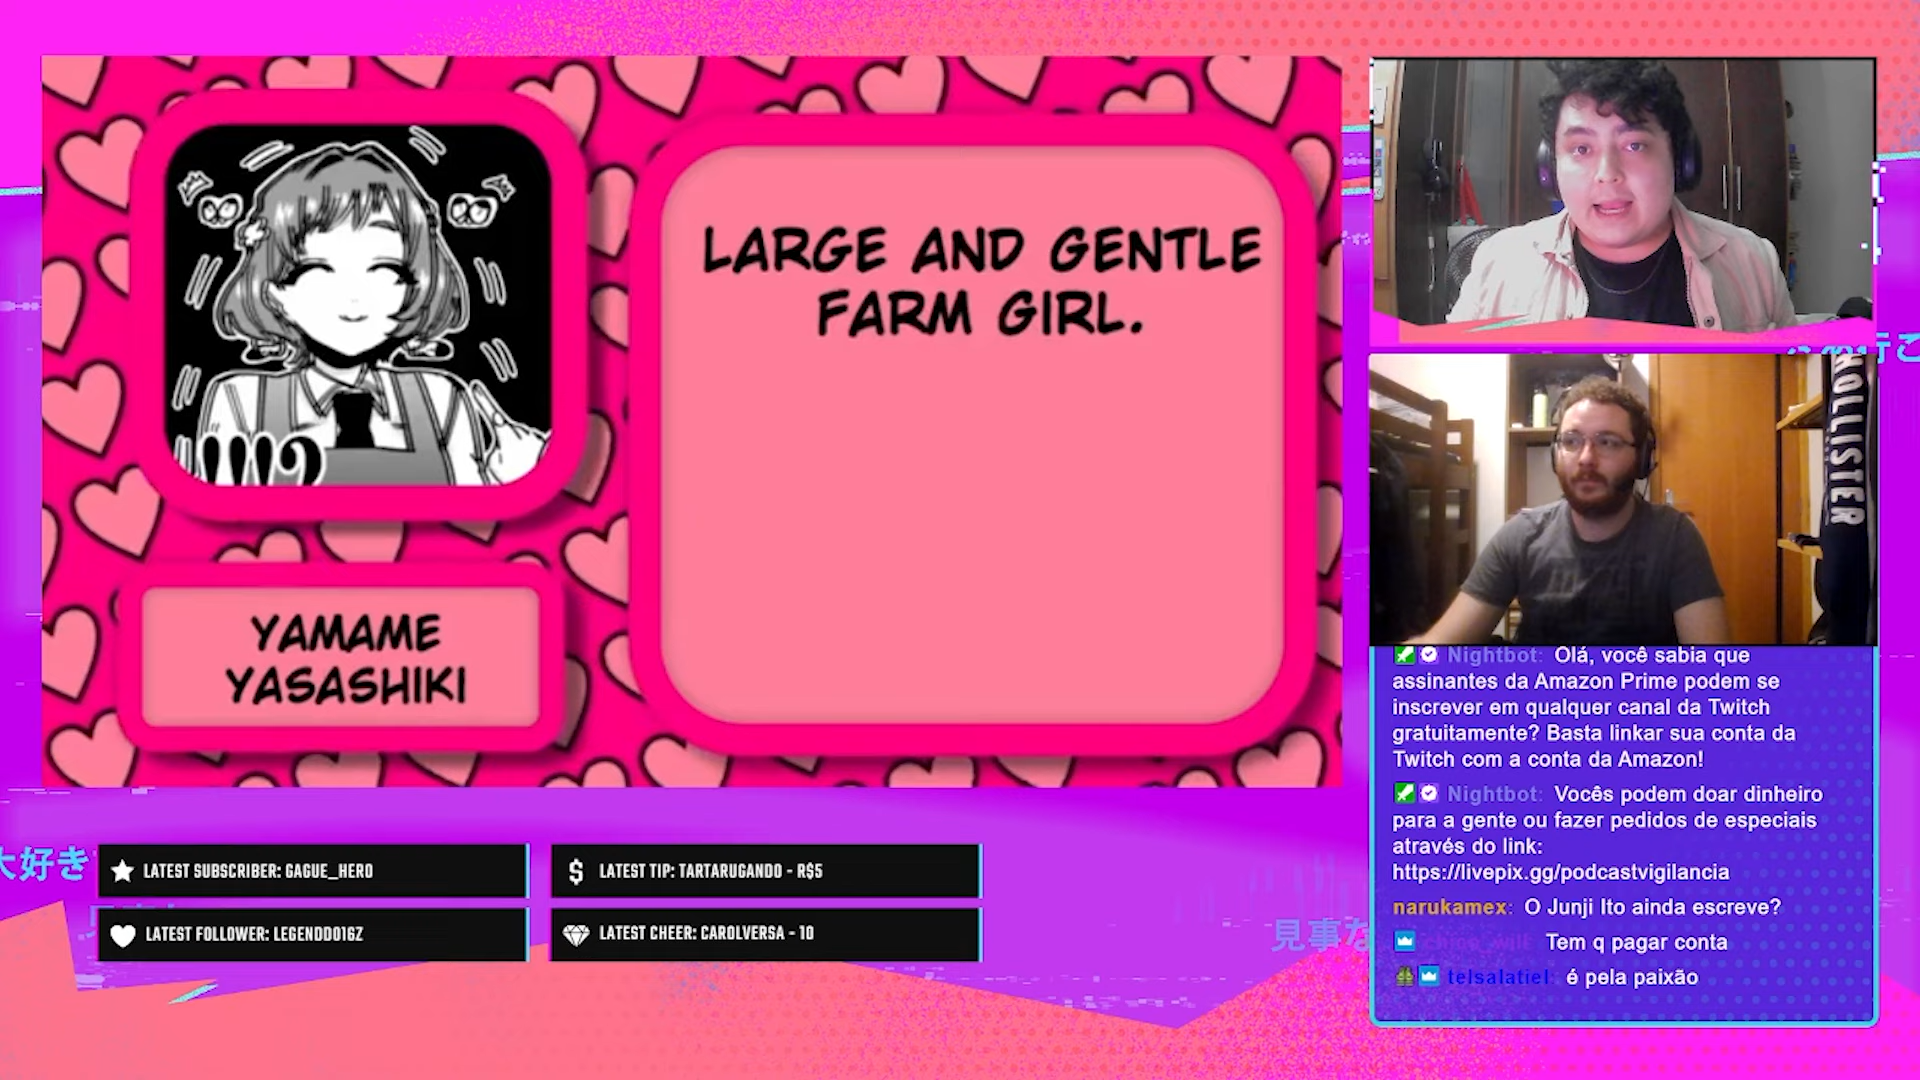 LARGE AND GENTLE
FARM GIRL.
YAMAME
YASASHIKI
HOLLISTER
Nightbot: Olá, você sabia que
assinantes da Amazon Prime podem se
inscrever em qualquer canal da Twitch
gratuitamente? Basta linkar sua conta da
Twitch com a conta da Amazon!
Nightbot: Vocês podem doar dinheiro
para a gente ou fazer pedidos de especiais
através do link:
https://livepix.gg/podcastvigilancia
narukamex: O Junji Ito ainda escreve?
Tem q pagar conta
telsalatiel: é pela paixão
大好き
LATEST SUBSCRIBER: GAGUE_HERO
LATEST TIP: TARTARUGANDO - R$5
LATEST FOLLOWER: LEGENDD016Z
LATEST CHEER: CAROLVERSA - 10
見事な